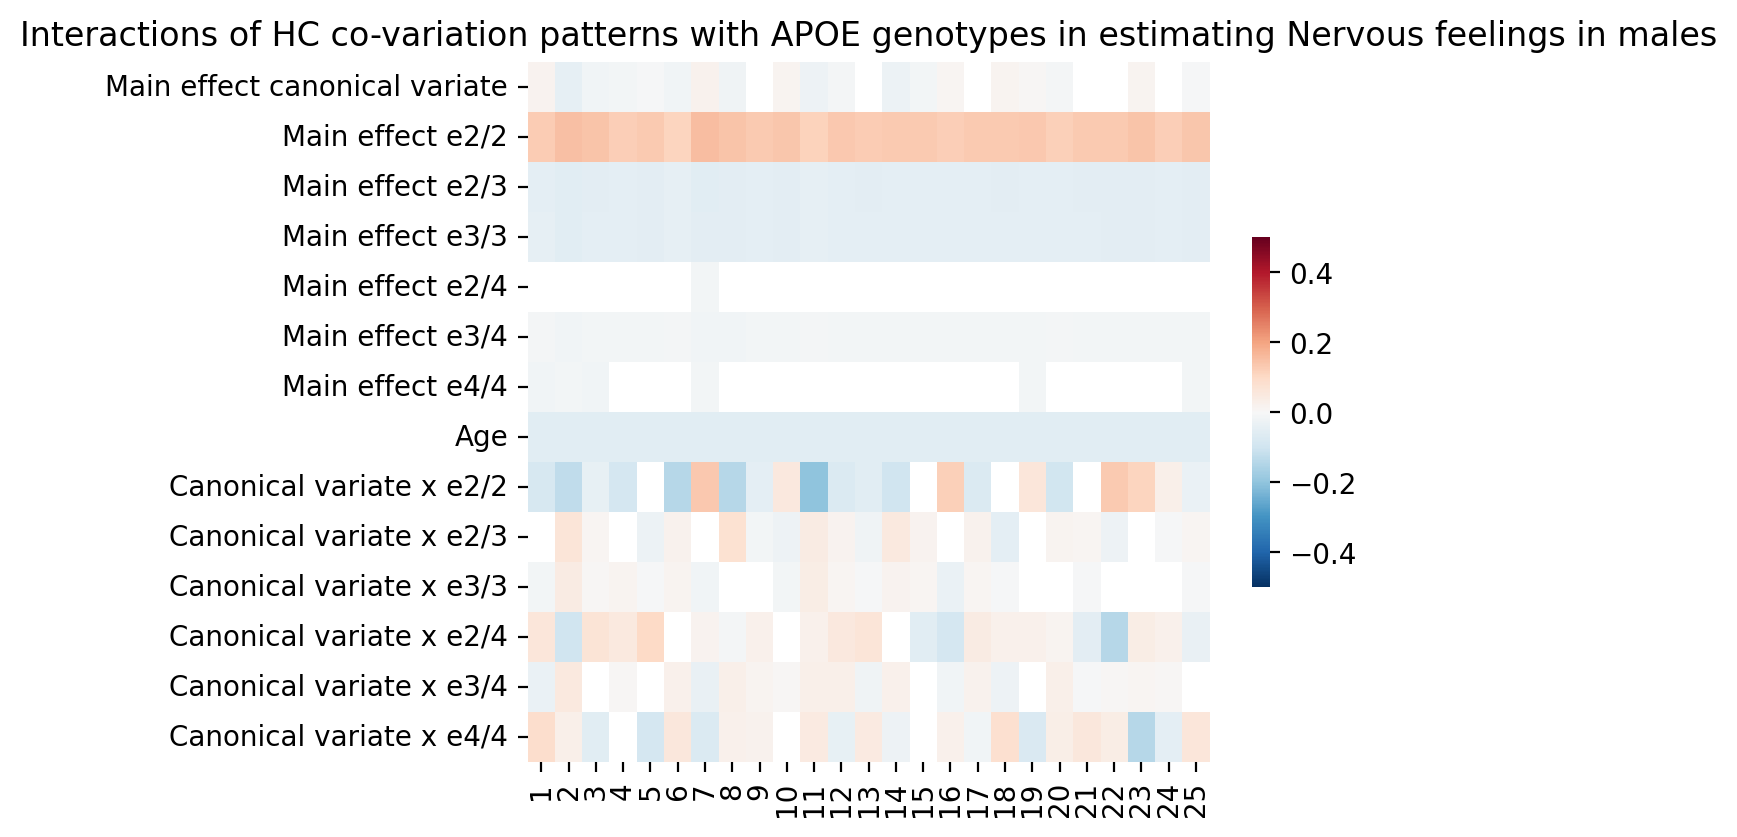 Interactions of HC co-variation patterns with APOE genotypes in estimating Nervous feelings in males
Main effect canonical variate
Main effect e2/2
Main effect e2/3
Main effect e3/3
Main effect e2/4
Main effect e3/4
Main effect e4/4
Age
Canonical variate x e2/2
Canonical variate x e2/3
Canonical variate x e3/3
Canonical variate x e2/4
Canonical variate x e3/4
Canonical variate x e4/4
1 2 3 4 5 6 7 8 9 10 11 12 13 14 15 16 17 18 19 20 21 22 23 24 25
0.4
0.2
0.0
−0.2
−0.4